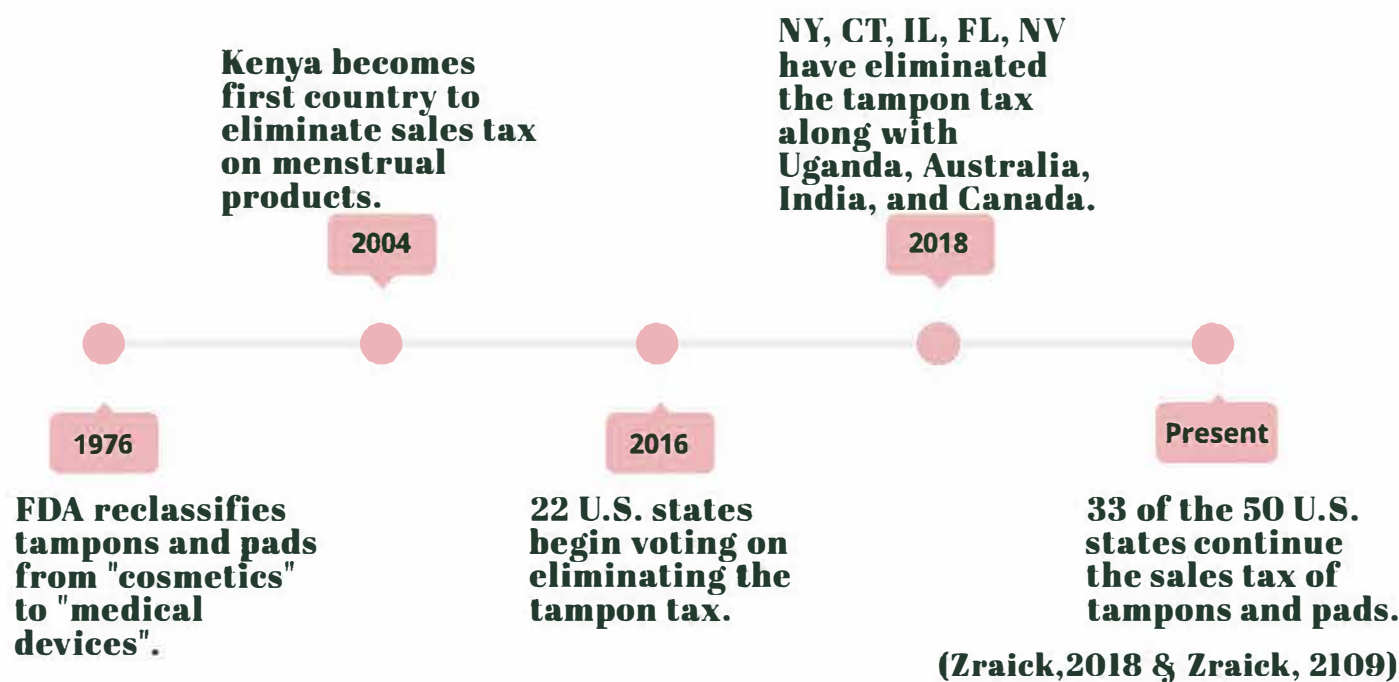 Kenya becomes
first country to
eliminate sales tax
on menstrual
products.
2004
NY, CT, IL, FL, NV
have eliminated
the tampon tax
along with
Uganda, Australia,
India, and Canada.
2018
1976
FDA reclassifies
tampons and pads
from "cosmetics"
to "medical
devices".
2016
22 U.S. states
begin voting on
eliminating the
tampon tax.
Present
33 of the 50 U.S.
states continue
the sales tax of
tampons and pads.
(Zraick,2018 & Zraick, 2109)